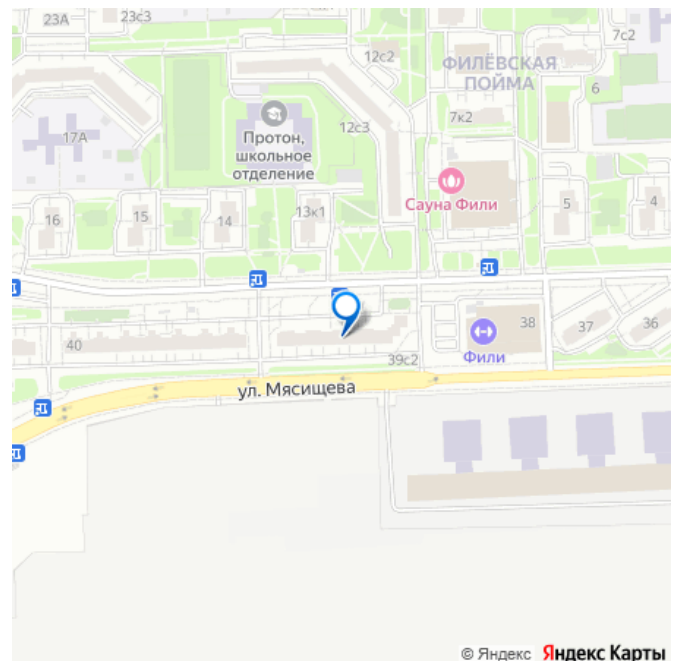 23А
23с3
7с2
12с2
ФИЛЁВСКАЯ
ПОЙМА
6
17А
Протон,
школьное
отделение
12с3
7к2
Сауна Фили
16
15
14
13к1
5
4
40
39с2
38
Фили
37
36
ул. Мясищева
© Яндекс Яндекс Карты